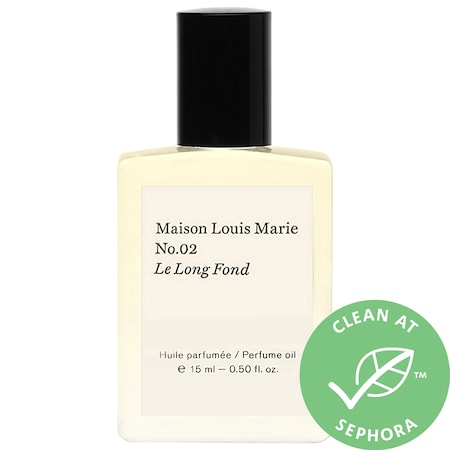 Maison Louis Marie
No.02
Le Long Fond
Huile parfumée / Perfume oil
℮ 15 ml – 0.50 fl. oz.
CLEAN AT
™
SEPHORA